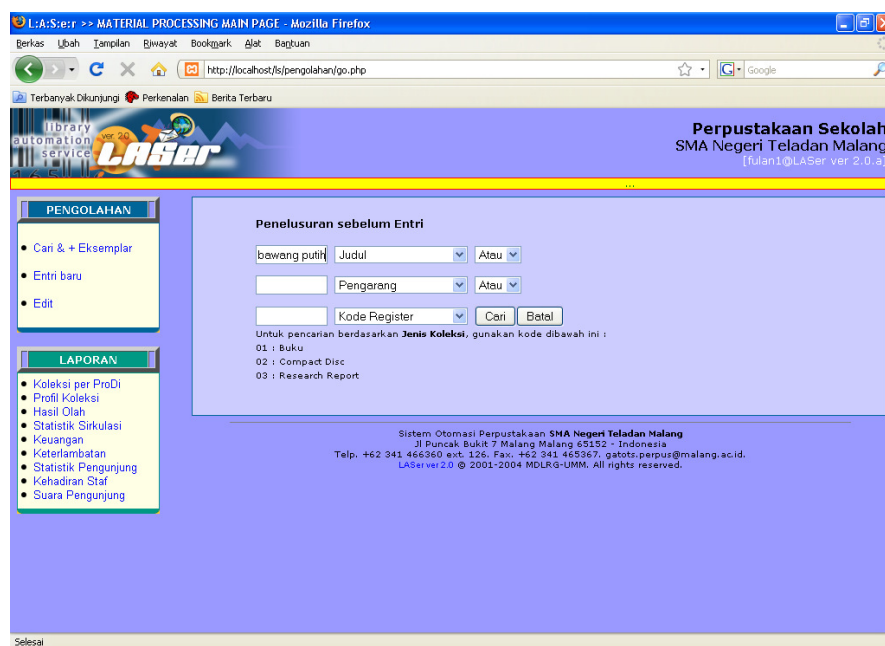 L:A:S:e:r >> MATERIAL PROCESSING MAIN PAGE - Mozilla Firefox
Berkas Ubah Tampilan Riwayat Bookmark Alat Bantuan
http://localhost/ls/pengolahan/go.php
G Google
Terbanyak Dikunjungi Perkenalan Berita Terbaru
library
automation
service
ver 2.0
LASer
Perpustakaan Sekolah
SMA Negeri Teladan Malang
[fulan1@LASer ver 2.0.a]
...
PENGOLAHAN
Cari & + Eksemplar
Entri baru
Edit
LAPORAN
Koleksi per ProDi
Profil Koleksi
Hasil Olah
Statistik Sirkulasi
Keuangan
Keterlambatan
Statistik Pengunjung
Kehadiran Staf
Suara Pengunjung
Penelusuran sebelum Entri
bawang putih Judul Atau
Pengarang Atau
Kode Register Cari Batal
Untuk pencarian berdasarkan Jenis Koleksi, gunakan kode dibawah ini :
01 : Buku
02 : Compact Disc
03 : Research Report
Sistem Otomasi Perpustakaan SMA Negeri Teladan Malang
Jl Puncak Bukit 7 Malang Malang 65152 - Indonesia
Telp. +62 341 466360 ext. 126. Fax. +62 341 465367. gatots.perpus@malang.ac.id.
LASer ver 2.0 @ 2001-2004 MDLRG-UMM. All rights reserved.
Selesai